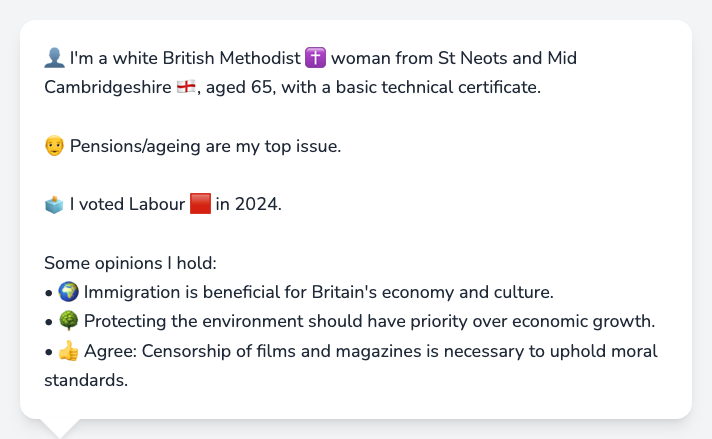 👤 I'm a white British Methodist ✝️ woman from St Neots and Mid
Cambridgeshire 🏴󠁧󠁢󠁥󠁮󠁧󠁿, aged 65, with a basic technical certificate.
👴 Pensions/ageing are my top issue.
🗳️ I voted Labour 🟥 in 2024.
Some opinions I hold:
• 🌍 Immigration is beneficial for Britain's economy and culture.
• 🌳 Protecting the environment should have priority over economic growth.
• 👍 Agree: Censorship of films and magazines is necessary to uphold moral
standards.